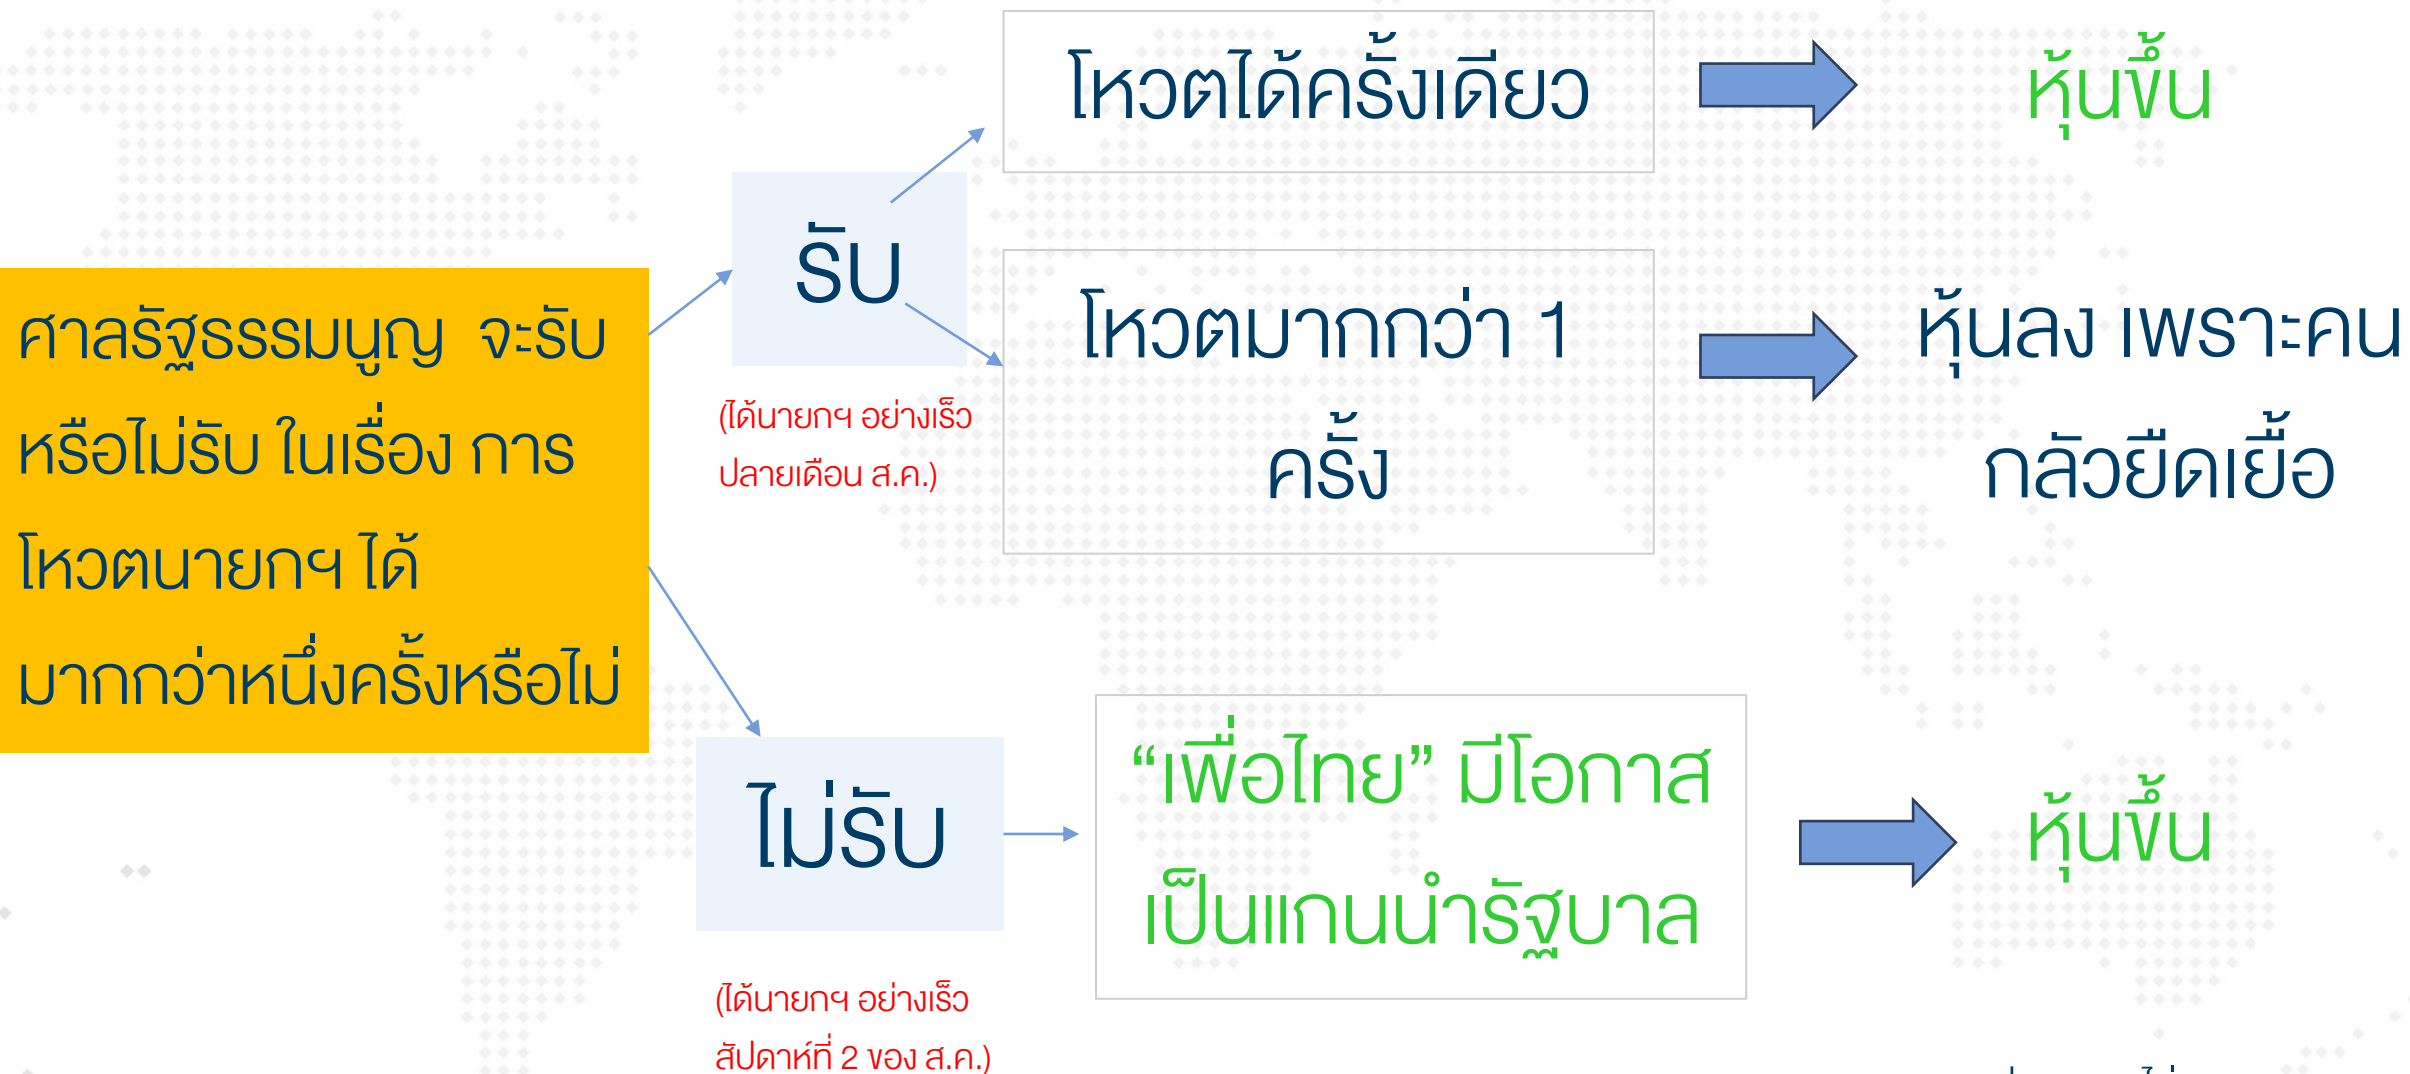 ศาลรัฐธรรมนูญ จะรับ
หรือไม่รับ ในเรื่อง การ
โหวตนายกฯ ได้
มากกว่าหนึ่งครั้งหรือไม่
รับ
(ได้นายกฯ อย่างเร็ว
ปลายเดือน ส.ค.)
โหวตได้ครั้งเดียว
หุ้นขึ้น
โหวตมากกว่า 1
ครั้ง
หุ้นลง เพราะคน
กลัวยืดเยื้อ
ไม่รับ
(ได้นายกฯ อย่างเร็ว
สัปดาห์ที่ 2 ของ ส.ค.)
“เพื่อไทย” มีโอกาส
เป็นแกนนำรัฐบาล
หุ้นขึ้น